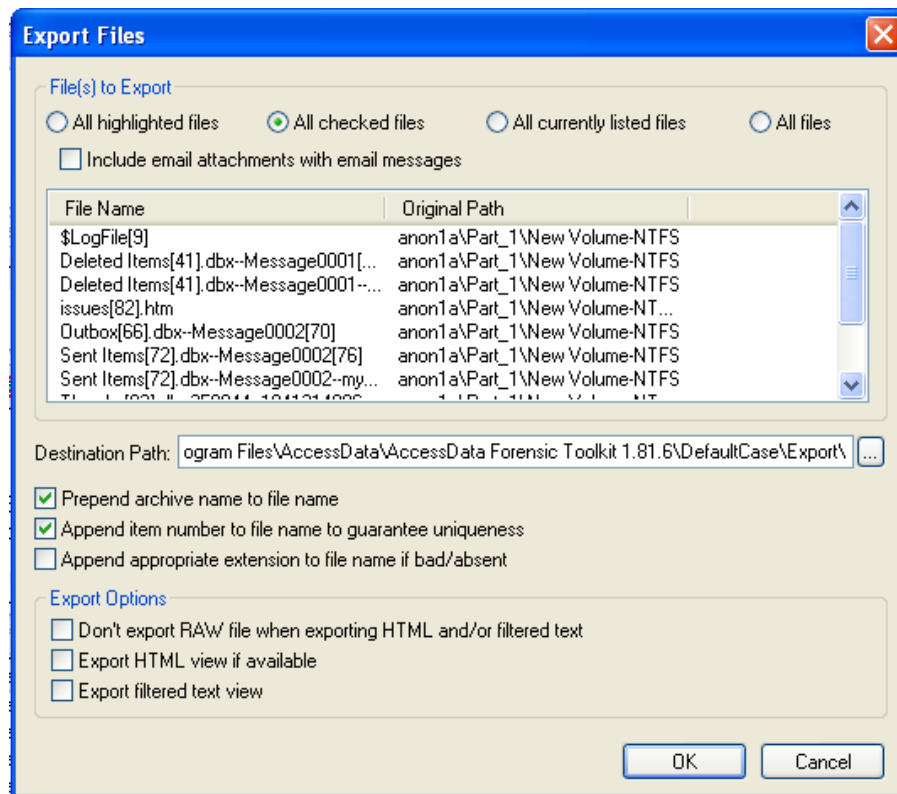 Export Files
File(s) to Export
All highlighted files All checked files All currently listed files All files
Include email attachments with email messages
File Name Original Path
$LogFile[9] anon1a\Part_1\New Volume-NTFS
Deleted Items[41].dbx--Message0001[... anon1a\Part_1\New Volume-NTFS
Deleted Items[41].dbx--Message0001--... anon1a\Part_1\New Volume-NTFS
issues[82].htm anon1a\Part_1\New Volume-NT...
Outbox[66].dbx--Message0002[70] anon1a\Part_1\New Volume-NTFS
Sent Items[72].dbx--Message0002[76] anon1a\Part_1\New Volume-NTFS
Sent Items[72].dbx--Message0002--my... anon1a\Part_1\New Volume-NTFS
Destination Path: ogram Files\AccessData\AccessData Forensic Toolkit 1.81.6\DefaultCase\Export\ ...
Prepend archive name to file name
Append item number to file name to guarantee uniqueness
Append appropriate extension to file name if bad/absent
Export Options
Don't export RAW file when exporting HTML and/or filtered text
Export HTML view if available
Export filtered text view
OK Cancel